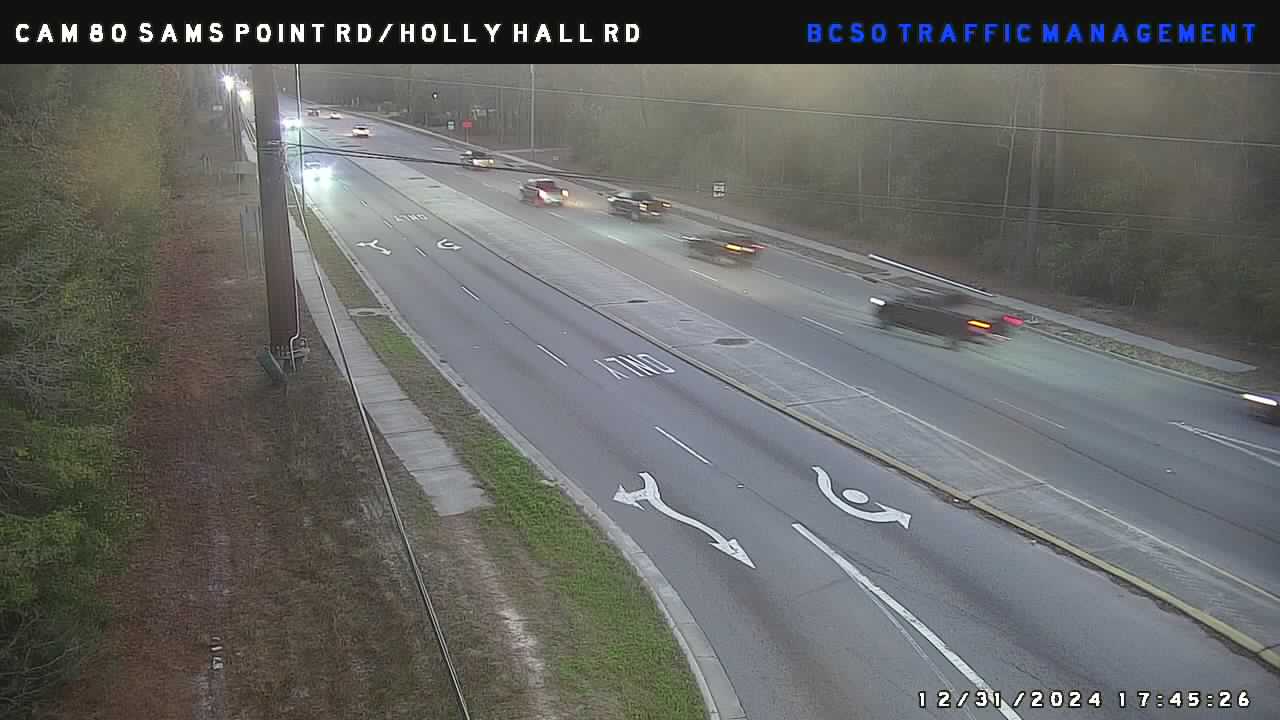 CAM 80 SAMS POINT RD/HOLLY HALL RD
BCSO TRAFFIC MANAGEMENT
ONLY
ONLY
12/31/2024 17:45:26